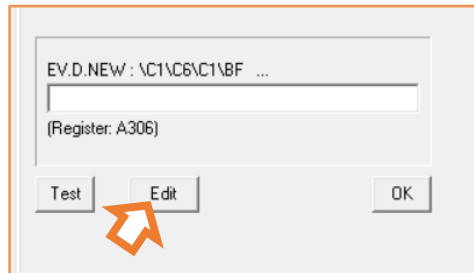 EV.D.NEW : \C1\C6\C1\BF ...
(Register: A306)
Test Edit OK